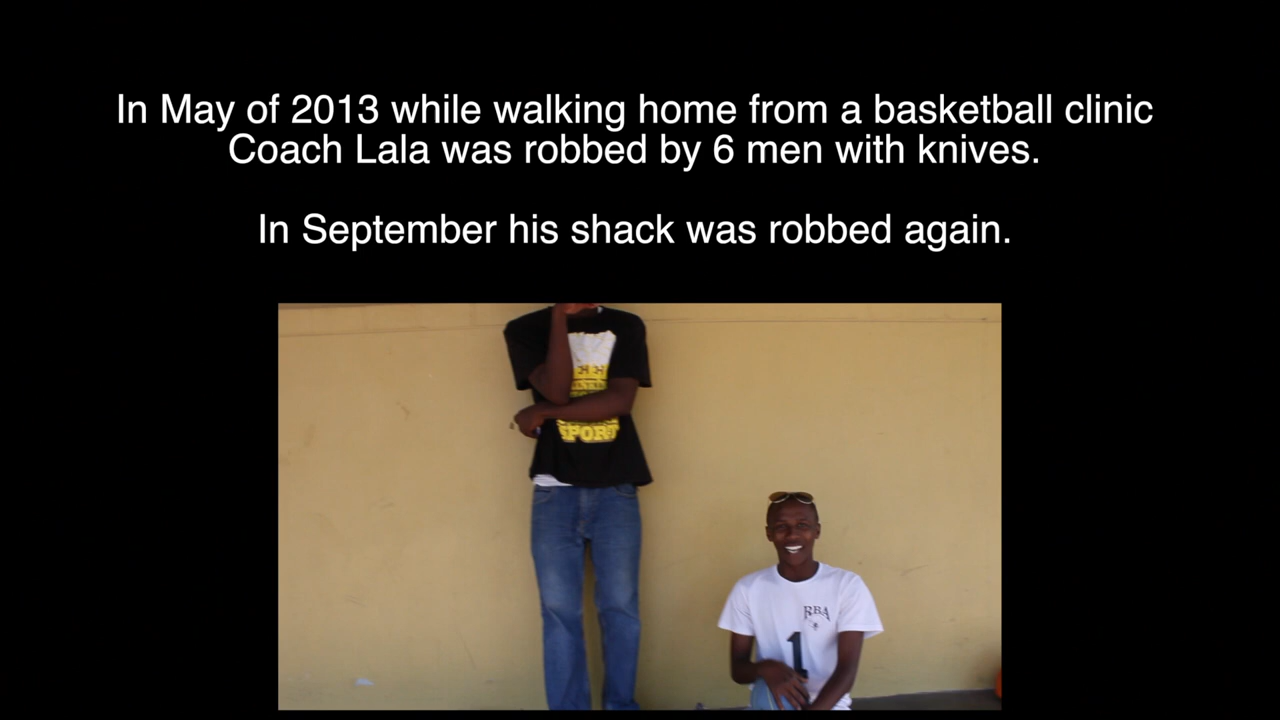 In May of 2013 while walking home from a basketball clinic
Coach Lala was robbed by 6 men with knives.
In September his shack was robbed again.
SPORT
RBA
1